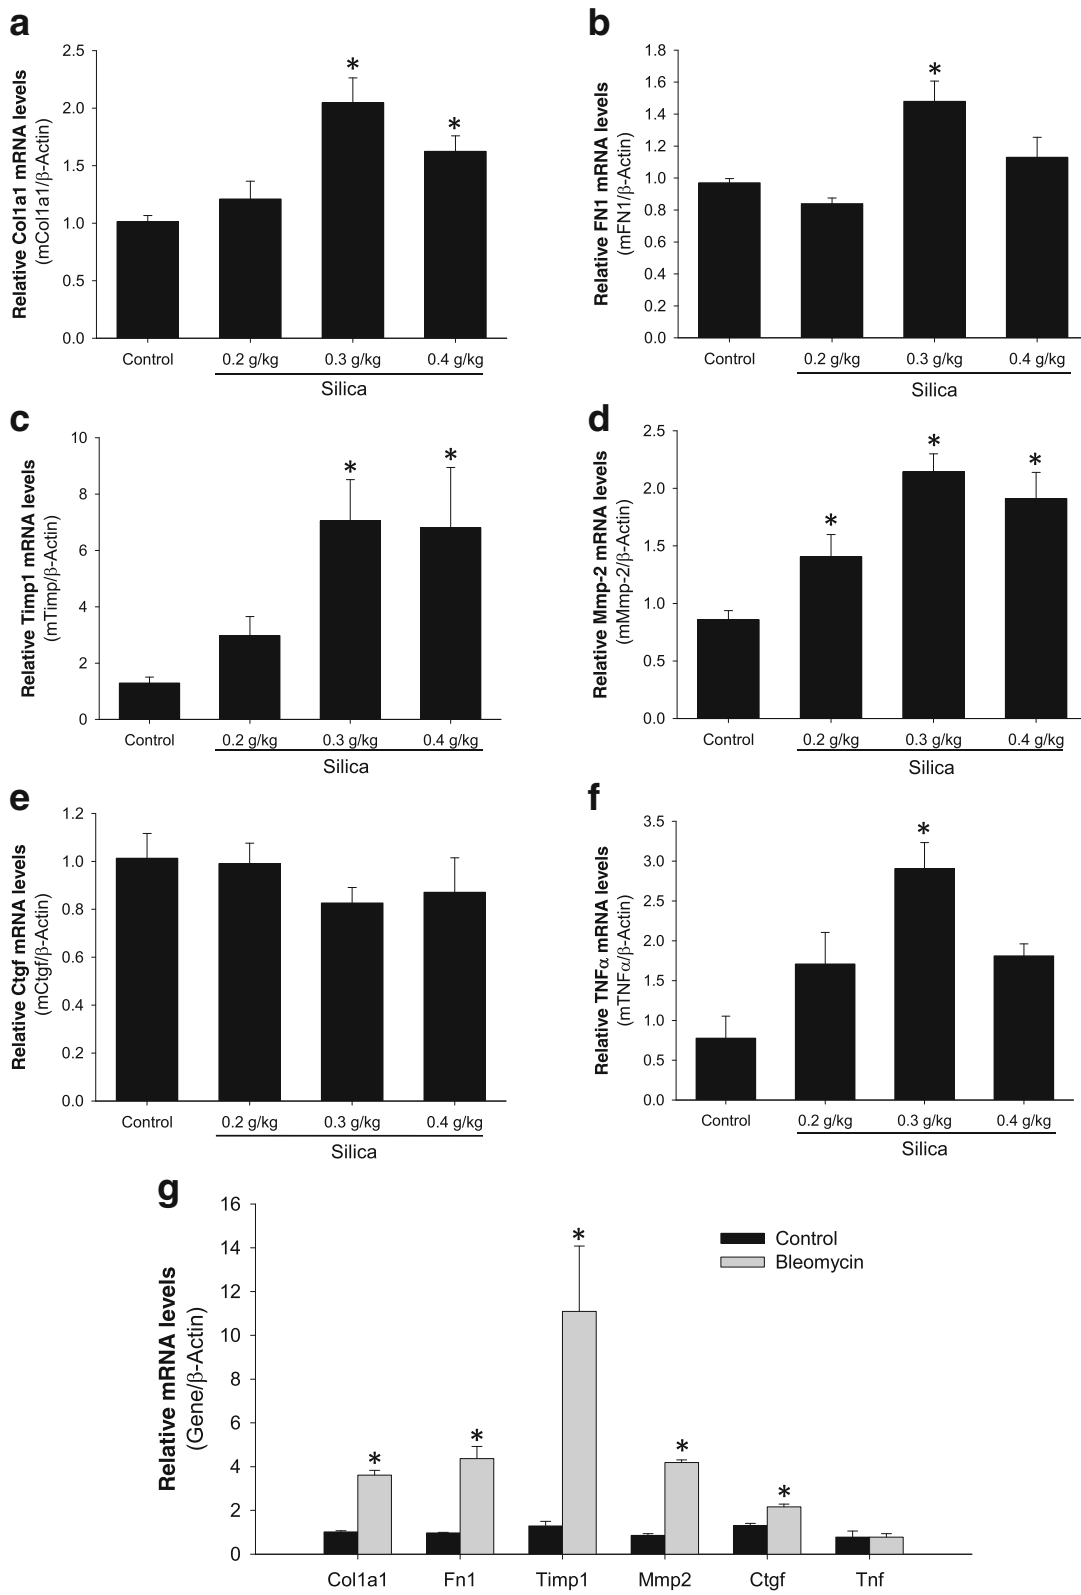 a
Relative Col1a1 mRNA levels
(mCol1a1/β-Actin)
2.5
2.0
1.5
1.0
0.5
0.0
*
*
Control 0.2 g/kg 0.3 g/kg 0.4 g/kg
Silica
b
Relative FN1 mRNA levels
(mFN1/β-Actin)
1.8
1.6
1.4
1.2
1.0
0.8
0.6
0.4
0.2
0.0
*
Control 0.2 g/kg 0.3 g/kg 0.4 g/kg
Silica
c
Relative Timp1 mRNA levels
(mTimp/β-Actin)
10
8
6
4
2
0
*
*
Control 0.2 g/kg 0.3 g/kg 0.4 g/kg
Silica
d
Relative Mmp-2 mRNA levels
(mMmp-2/β-Actin)
2.5
2.0
1.5
1.0
0.5
0.0
*
*
*
Control 0.2 g/kg 0.3 g/kg 0.4 g/kg
Silica
e
Relative Ctgf mRNA levels
(mCtgf/β-Actin)
1.2
1.0
0.8
0.6
0.4
0.2
0.0
Control 0.2 g/kg 0.3 g/kg 0.4 g/kg
Silica
f
Relative TNFα mRNA levels
(mTNFα/β-Actin)
3.5
3.0
2.5
2.0
1.5
1.0
0.5
0.0
*
Control 0.2 g/kg 0.3 g/kg 0.4 g/kg
Silica
g
Relative mRNA levels
(Gene/β-Actin)
16
14
12
10
8
6
4
2
0
*
*
*
*
*
Control
Bleomycin
Col1a1 Fn1 Timp1 Mmp2 Ctgf Tnf